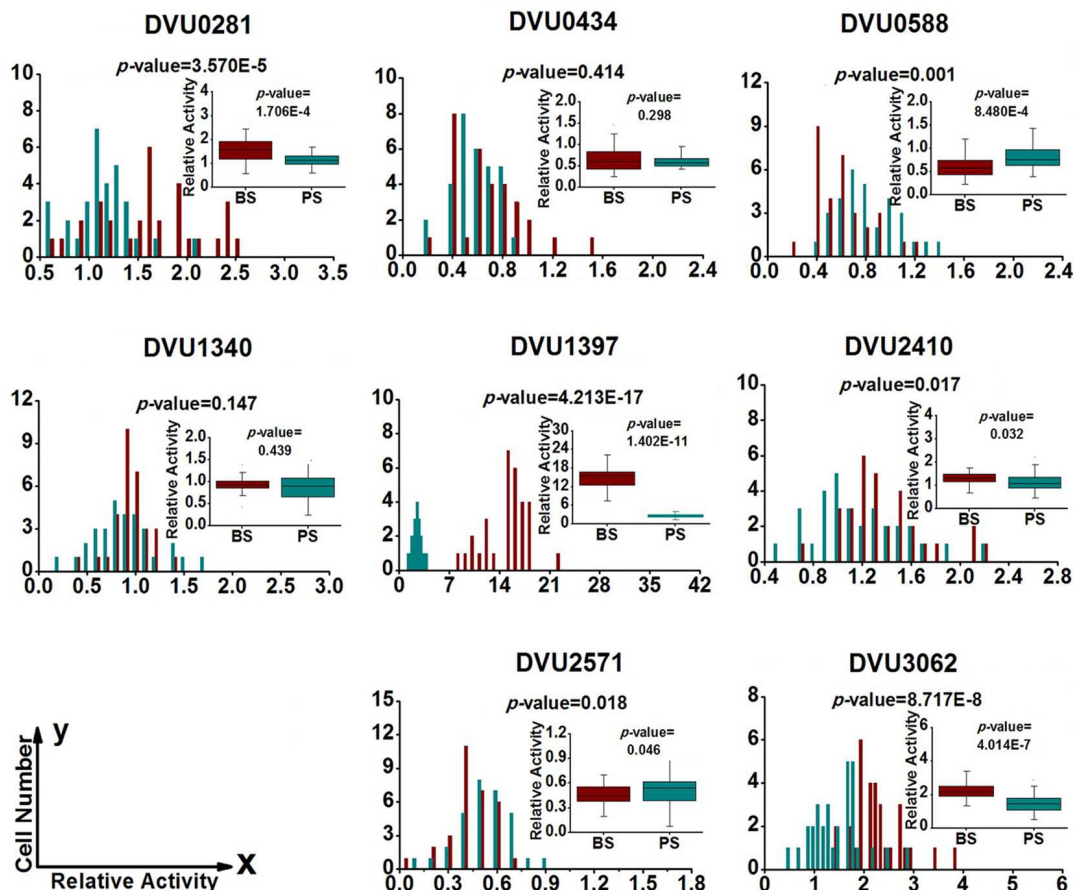 DVU0281
p-value=3.570E-5
10
8
6
4
2
0
0.5 1.0 1.5 2.0 2.5 3.0 3.5
Relative Activity
4
3
2
1
0
p-value=
1.706E-4
BS PS
DVU0434
p-value=0.414
10
8
6
4
2
0
0.0 0.4 0.8 1.2 1.6 2.0 2.4
Relative Activity
2.0
1.5
1.0
0.5
0.0
p-value=
0.298
BS PS
DVU0588
p-value=0.001
12
9
6
3
0
0.0 0.4 0.8 1.2 1.6 2.0 2.4
Relative Activity
2.0
1.5
1.0
0.5
0.0
p-value=
8.480E-4
BS PS
DVU1340
p-value=0.147
12
9
6
3
0
0.0 0.5 1.0 1.5 2.0 2.5 3.0
Relative Activity
2.0
1.5
1.0
0.5
0.0
p-value=
0.439
BS PS
DVU1397
p-value=4.213E-17
10
8
6
4
2
0
0 7 14 21 28 35 42
Relative Activity
30
24
18
12
6
0
p-value=
1.402E-11
BS PS
DVU2410
p-value=0.017
10
8
6
4
2
0
0.4 0.8 1.2 1.6 2.0 2.4 2.8
Relative Activity
4
3
2
1
0
p-value=
0.032
BS PS
DVU2571
p-value=0.018
15
12
9
6
3
0
0.0 0.3 0.6 0.9 1.2 1.5 1.8
Relative Activity
1.2
0.9
0.6
0.3
0.0
p-value=
0.046
BS PS
DVU3062
p-value=8.717E-8
8
6
4
2
0
0 1 2 3 4 5 6
Relative Activity
6
4
2
0
p-value=
4.014E-7
BS PS
y
Cell Number
x
Relative Activity